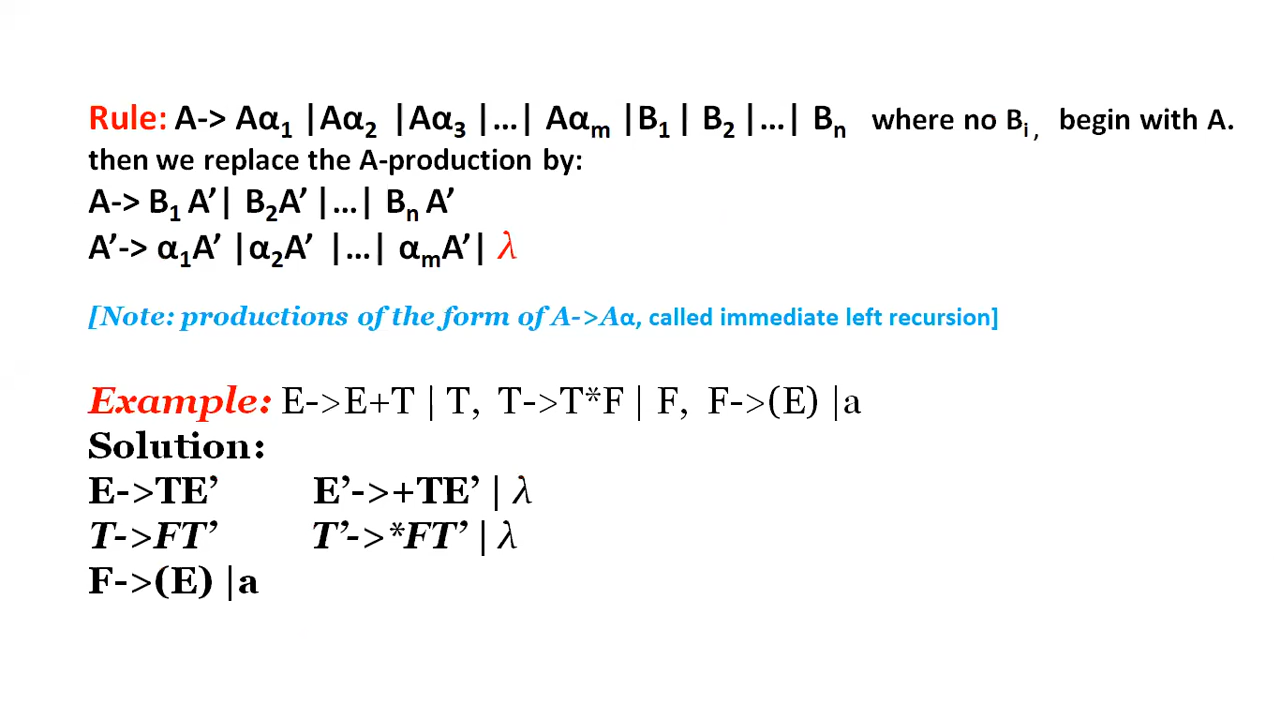 Rule: A-> Aα₁ |Aα₂ |Aα₃ |…| Aαₘ |B₁| B₂ |…| Bₙ where no Bᵢ, begin with A.
then we replace the A-production by:
A-> B₁ A’| B₂A’ |…| Bₙ A’
A’-> α₁A’ |α₂A’ |…| αₘA’| λ
[Note: productions of the form of A->Aα, called immediate left recursion]
Example: E->E+T | T, T->T*F | F, F->(E) |a
Solution:
E->TE’ E’->+TE’ | λ
T->FT’ T’->*FT’ | λ
F->(E) |a